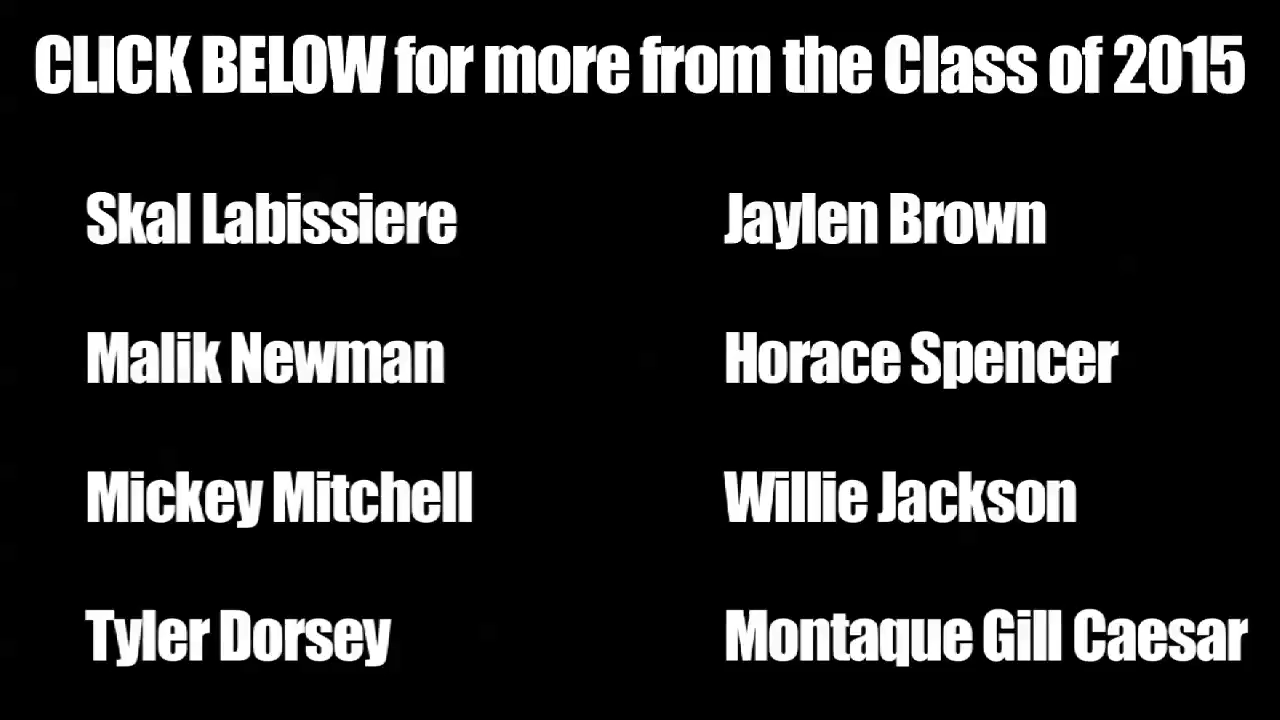 CLICK BELOW for more from the Class of 2015
Skal Labissiere
Jaylen Brown
Malik Newman
Horace Spencer
Mickey Mitchell
Willie Jackson
Tyler Dorsey
Montaque Gill Caesar